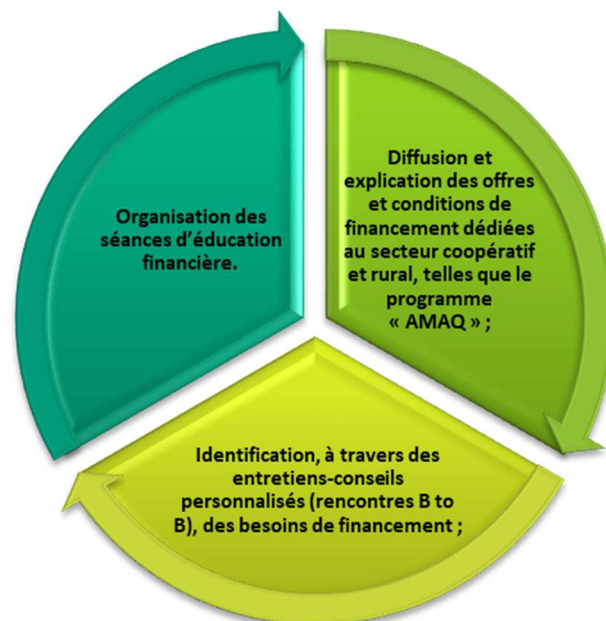 Diffusion et
explication des offres
et conditions de
financement dédiées
au secteur coopératif
et rural, telles que le
programme
« AMAQ » ;
Identification, à travers des
entretiens-conseils
personnalisés (rencontres B to
B), des besoins de financement ;
Organisation des
séances d’éducation
financière.